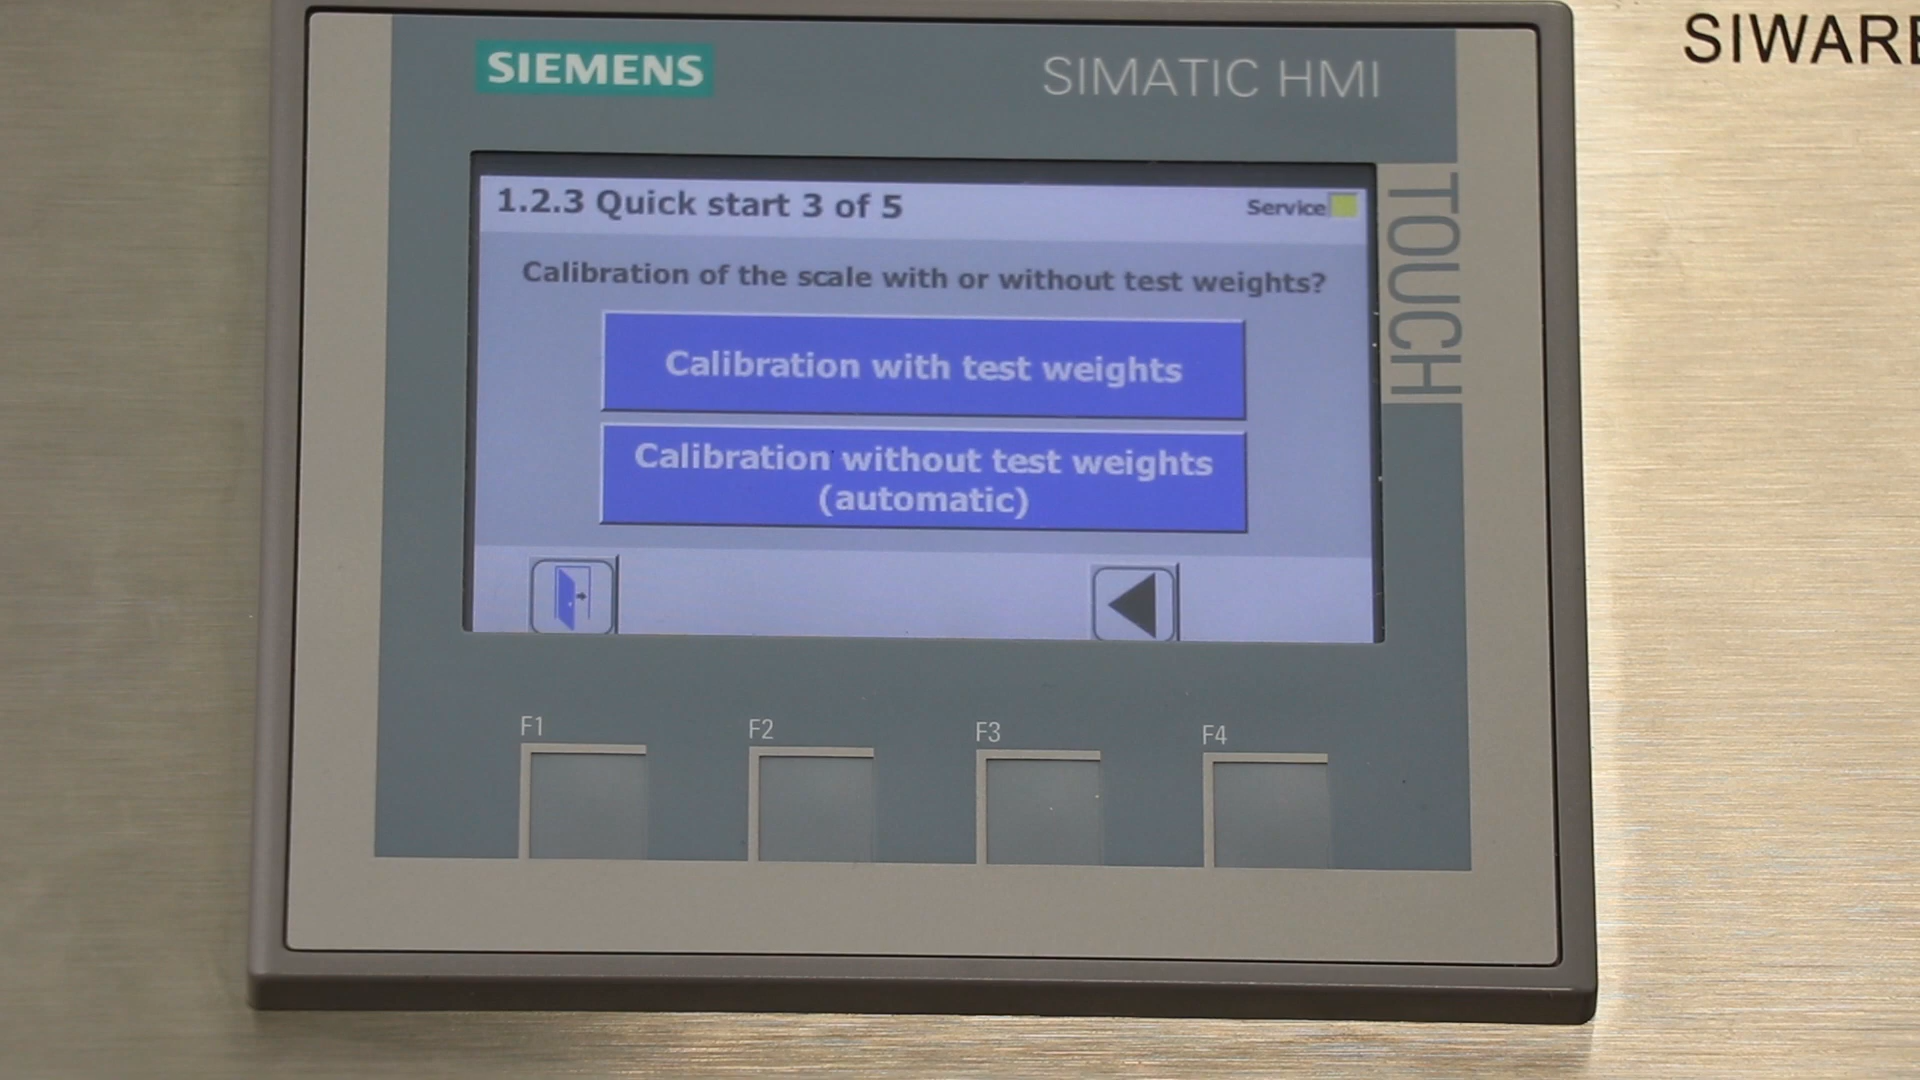 SIWARE
SIEMENS
SIMATIC HMI
TOUCH
1.2.3 Quick start 3 of 5
Service
Calibration of the scale with or without test weights?
Calibration with test weights
Calibration without test weights
(automatic)
F1
F2
F3
F4